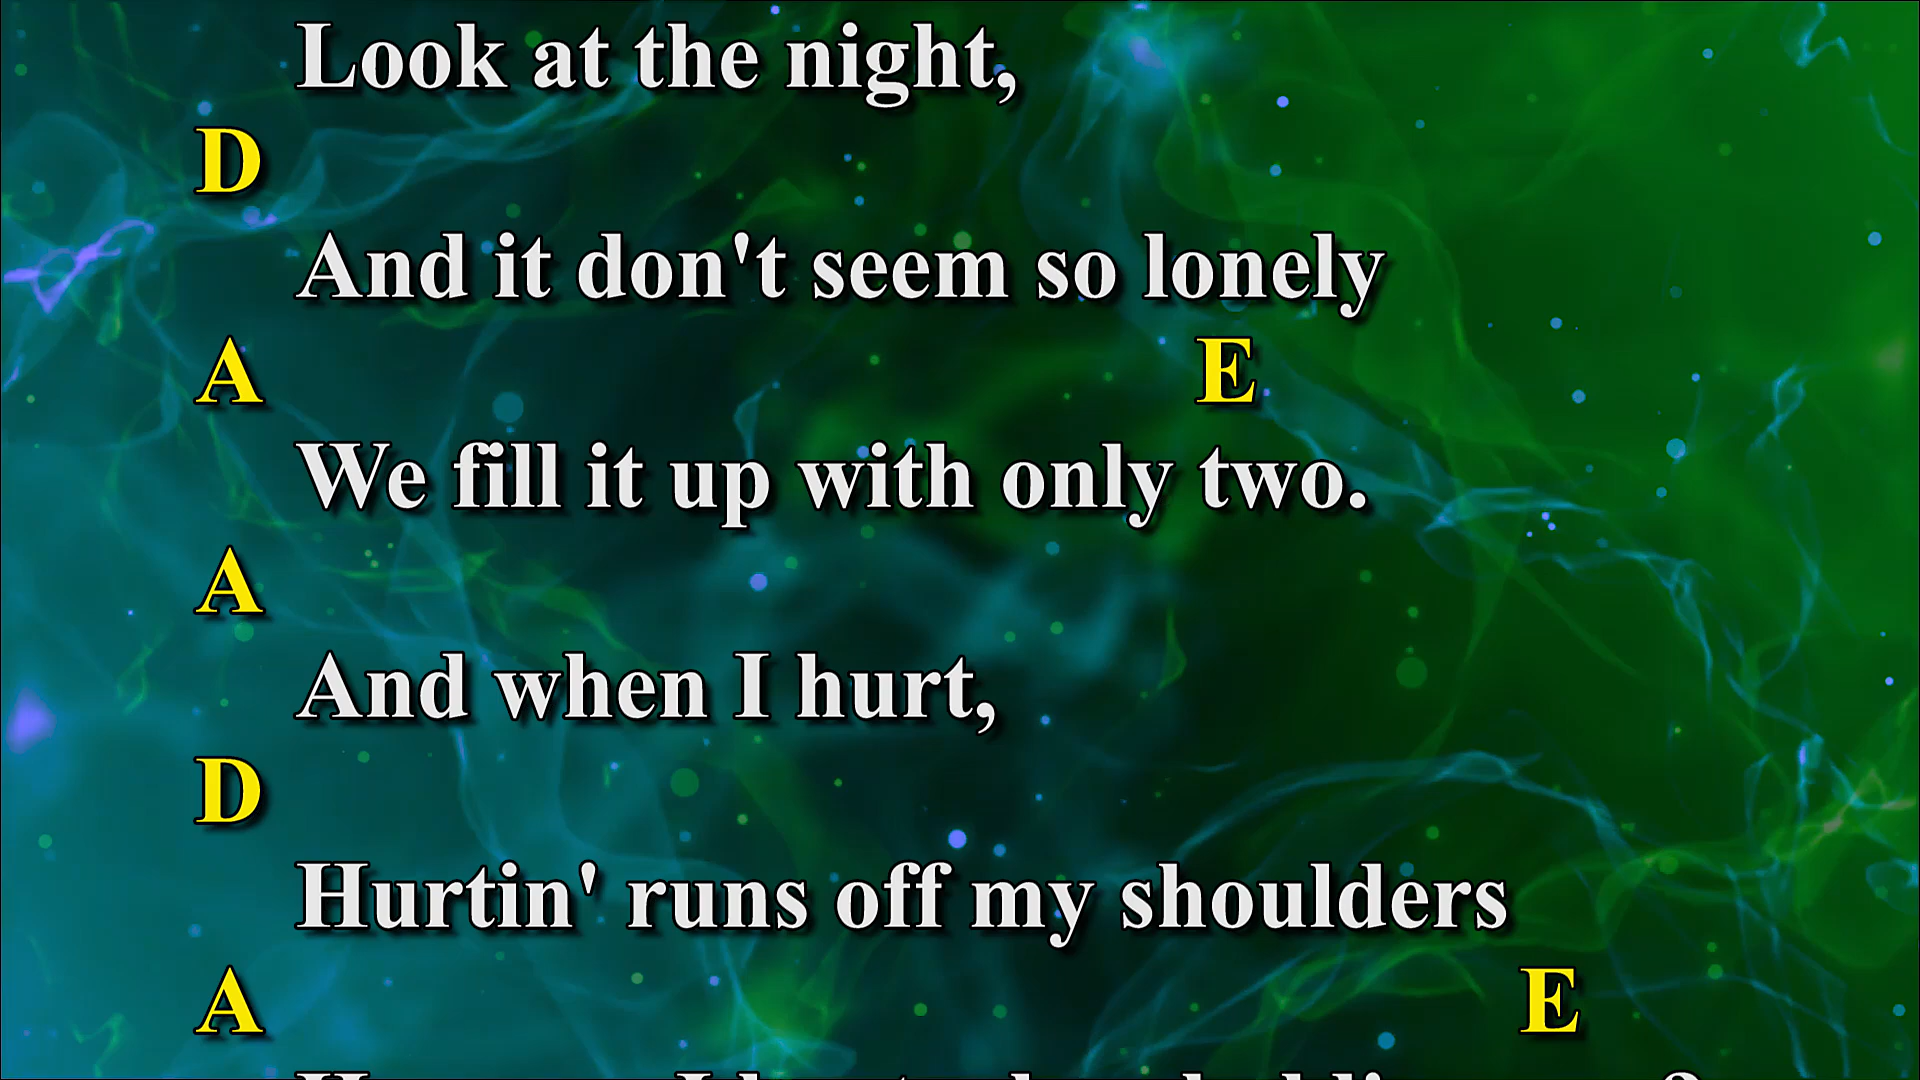 Look at the night,
D
And it don't seem so lonely
A E
We fill it up with only two.
A
And when I hurt,
D
Hurtin' runs off my shoulders
A E